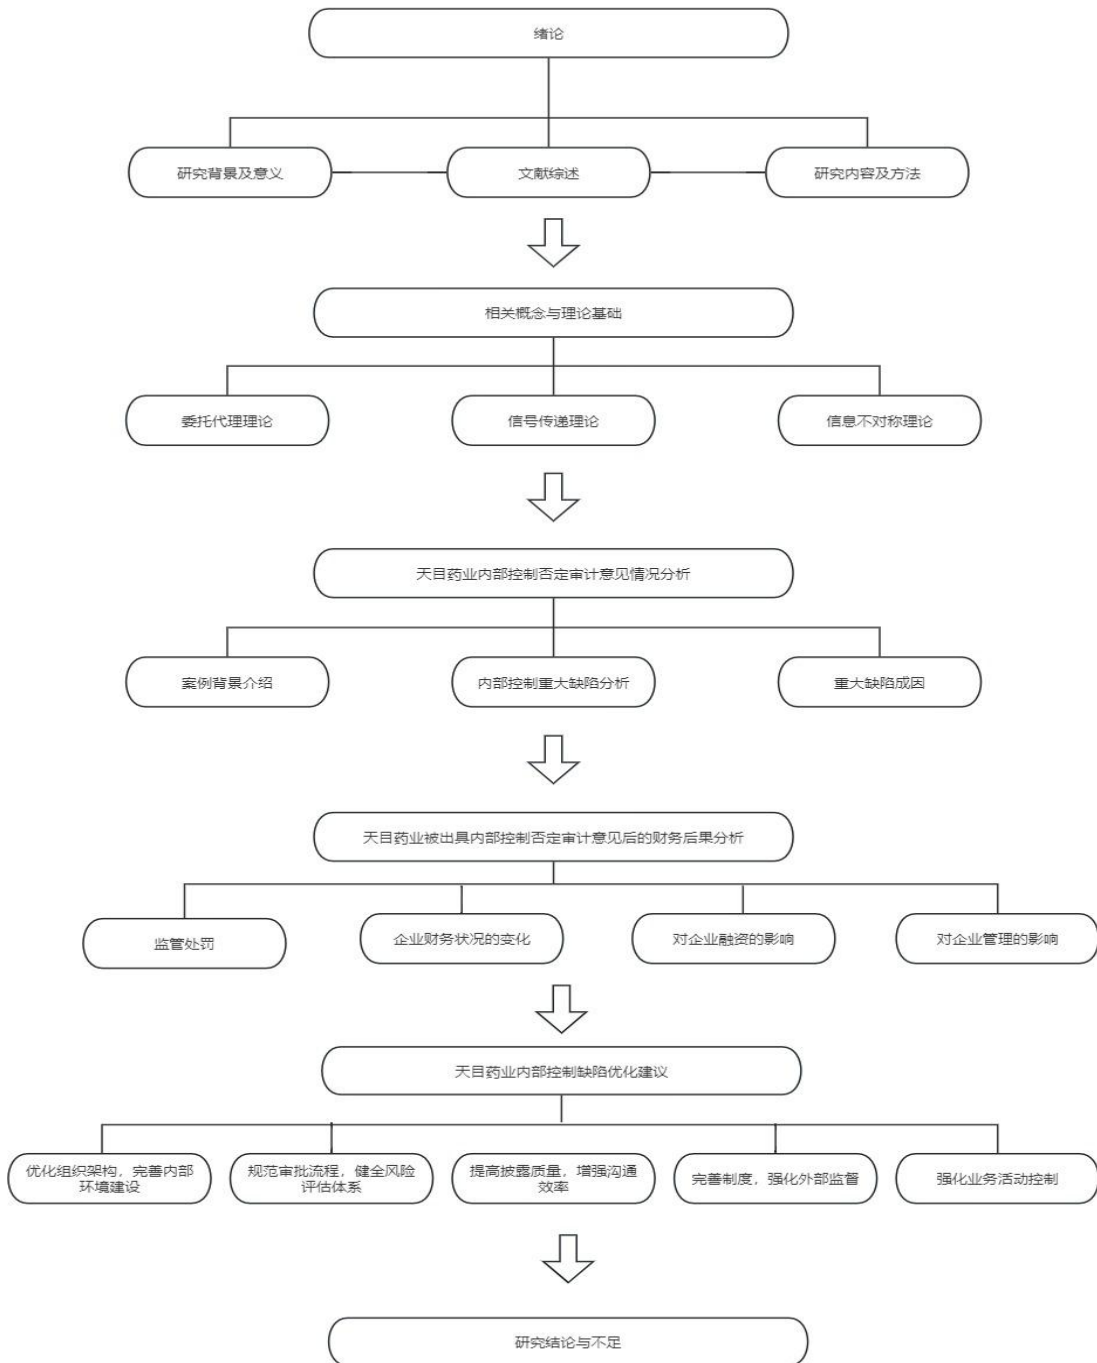 绪论
研究背景及意义
文献综述
研究内容及方法
相关概念与理论基础
委托代理理论
信号传递理论
信息不对称理论
天目药业内部控制否定审计意见情况分析
案例背景介绍
内部控制重大缺陷分析
重大缺陷成因
天目药业被出具内部控制否定审计意见后的财务后果分析
监管处罚
企业财务状况的变化
对企业融资的影响
对企业管理的影响
天目药业内部控制缺陷优化建议
优化组织架构，完善内部
环境建设
规范审批流程，健全风险
评估体系
提高披露质量，增强沟通
效率
完善制度，强化外部监督
强化业务活动控制
研究结论与不足